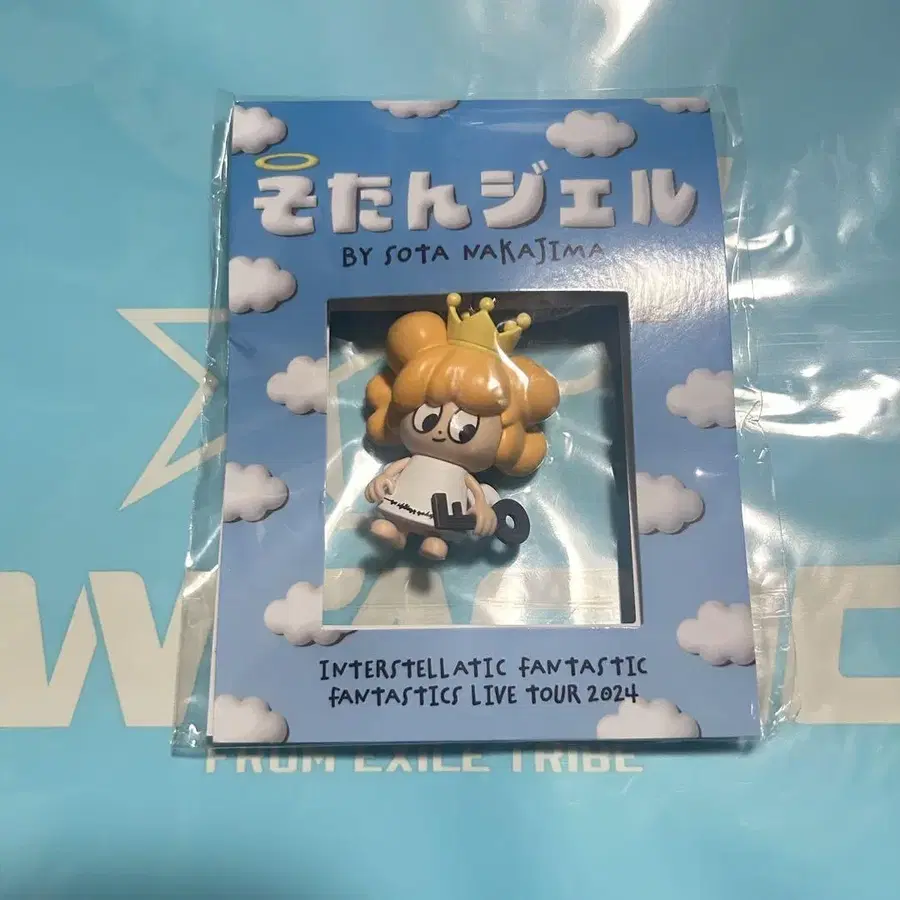 そたんジェル
BY SOTA NAKAJIMA
INTERSTELLATIC FANTASTIC
FANTASTICS LIVE TOUR 2024
FROM EXILE TRIBE